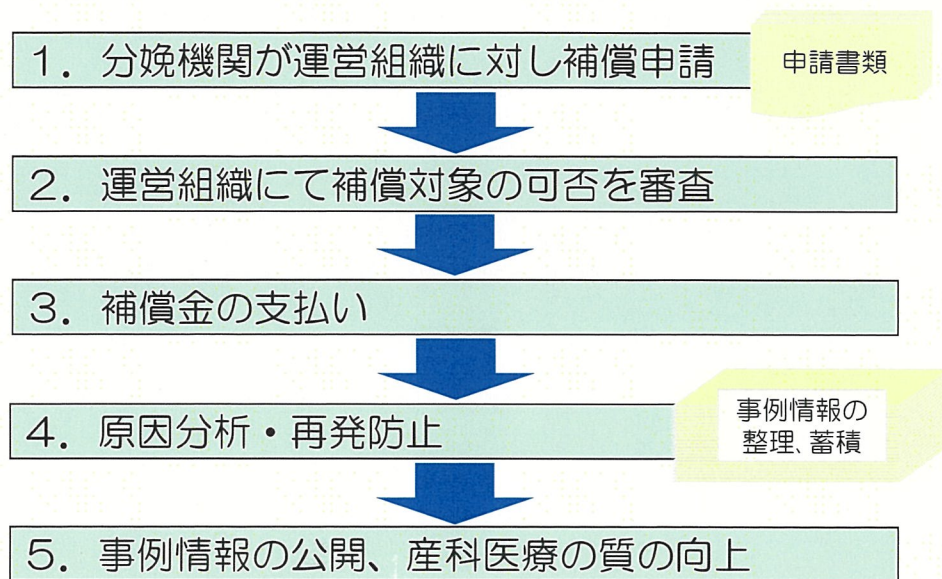 1. 分娩機関が運営組織に対し補償申請
申請書類
2. 運営組織にて補償対象の可否を審査
3. 補償金の支払い
4. 原因分析・再発防止
事例情報の
整理、蓄積
5. 事例情報の公開、産科医療の質の向上